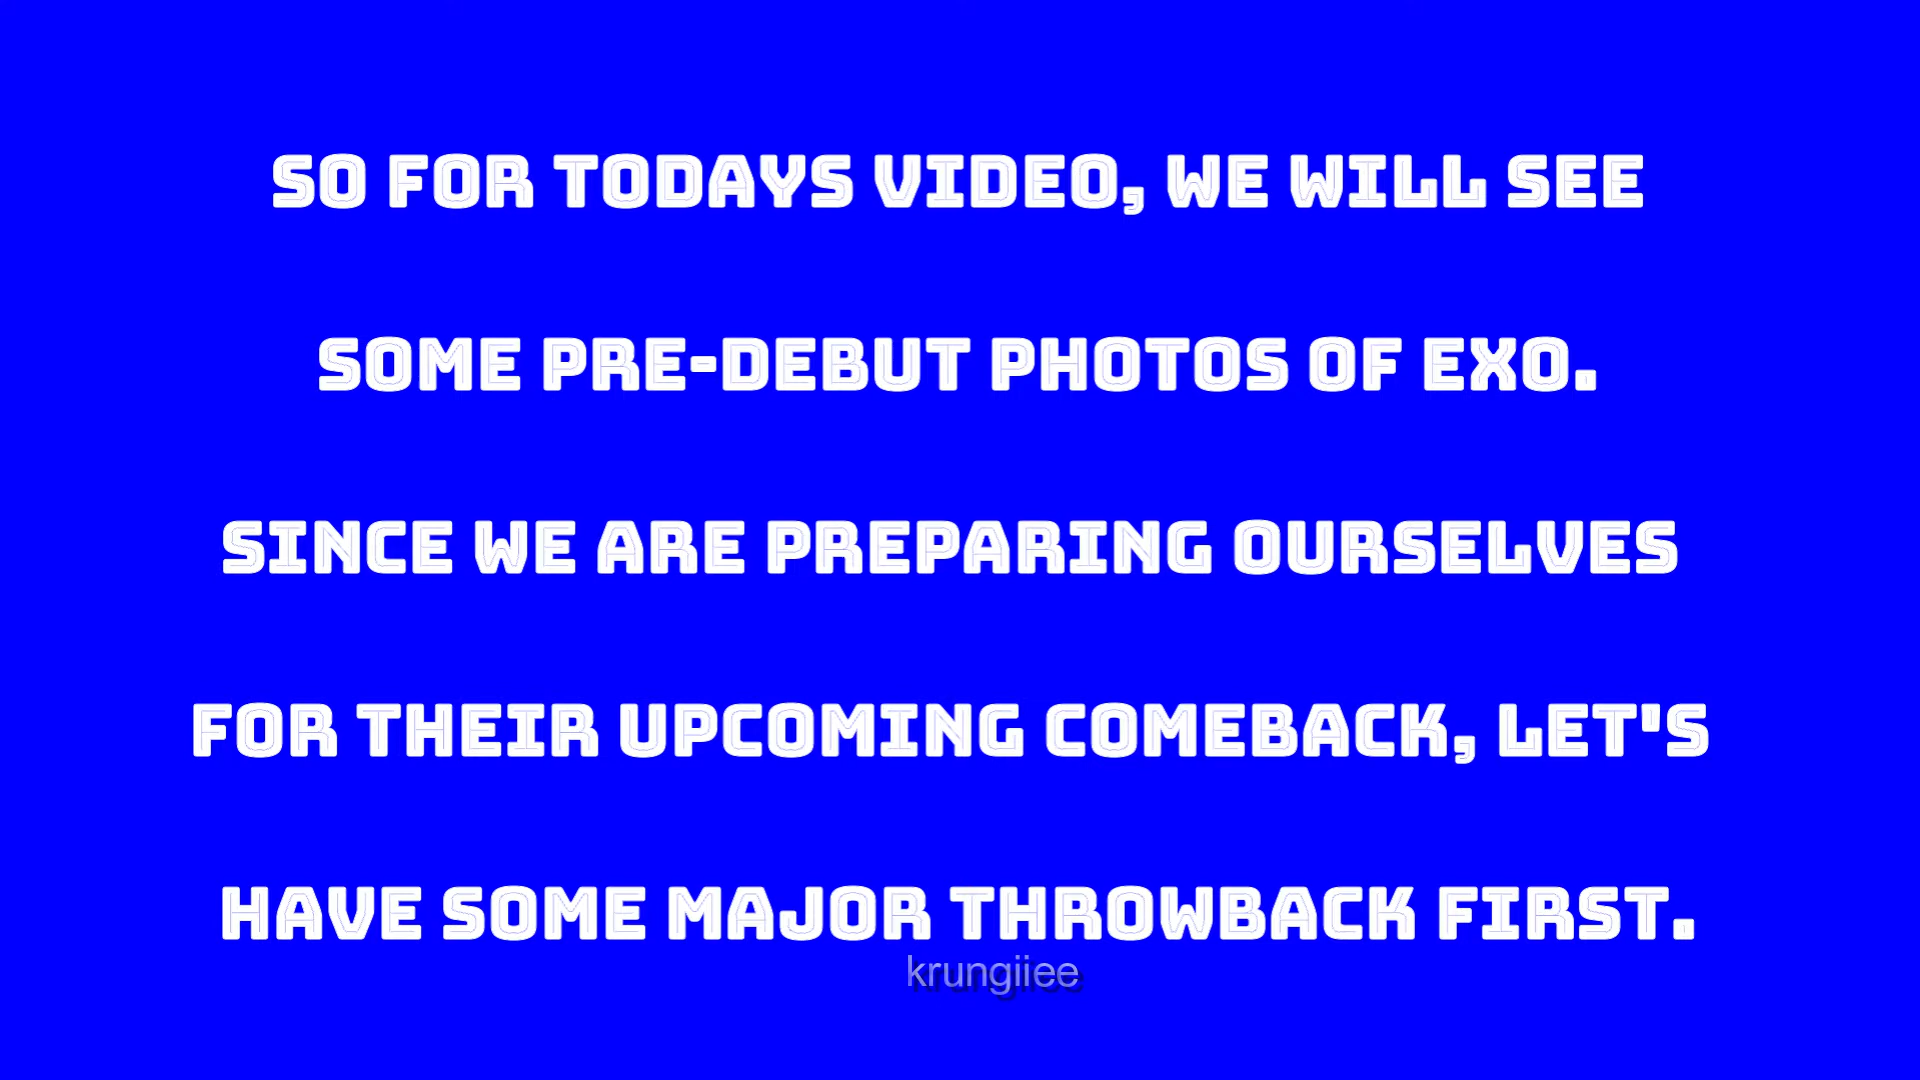 SO FOR TODAYS VIDEO, WE WILL SEE
SOME PRE-DEBUT PHOTOS OF EXO.
SINCE WE ARE PREPARING OURSELVES
FOR THEIR UPCOMING COMEBACK, LET'S
HAVE SOME MAJOR THROWBACK FIRST.
krungiiee